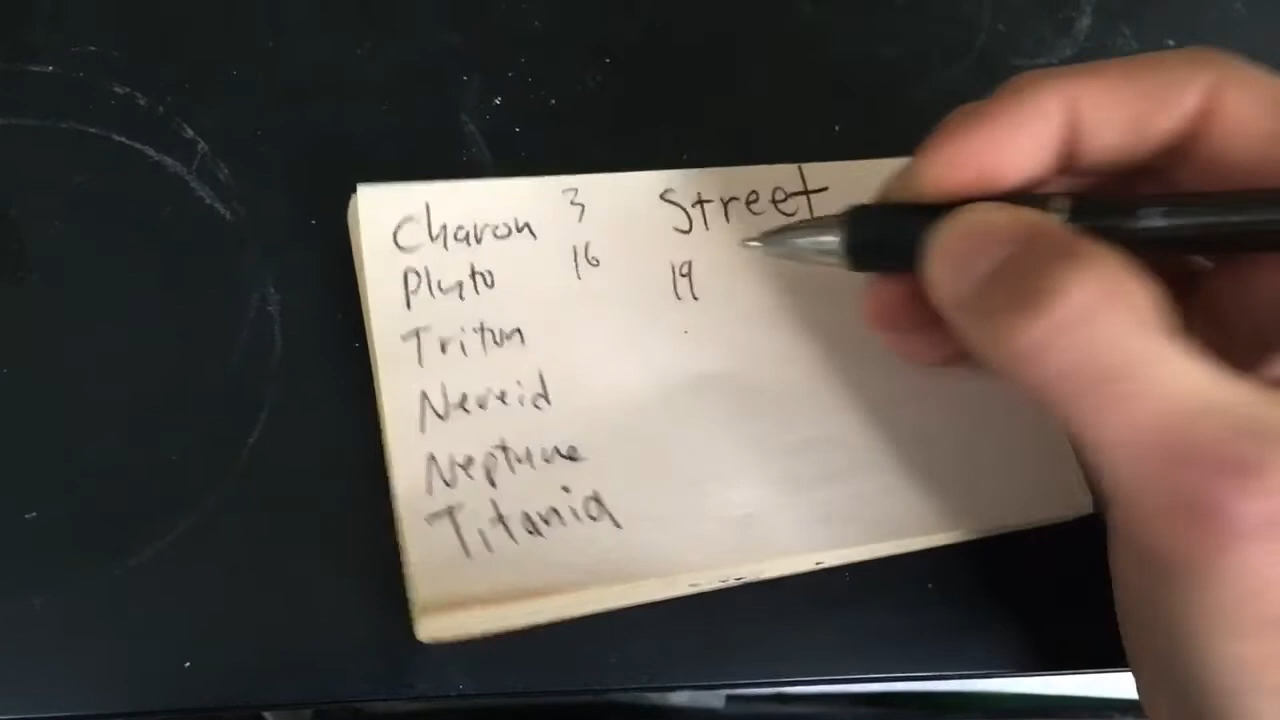 Charon 3 Street
Pluto 16 19
Triton
Nereid
Neptune
Titania